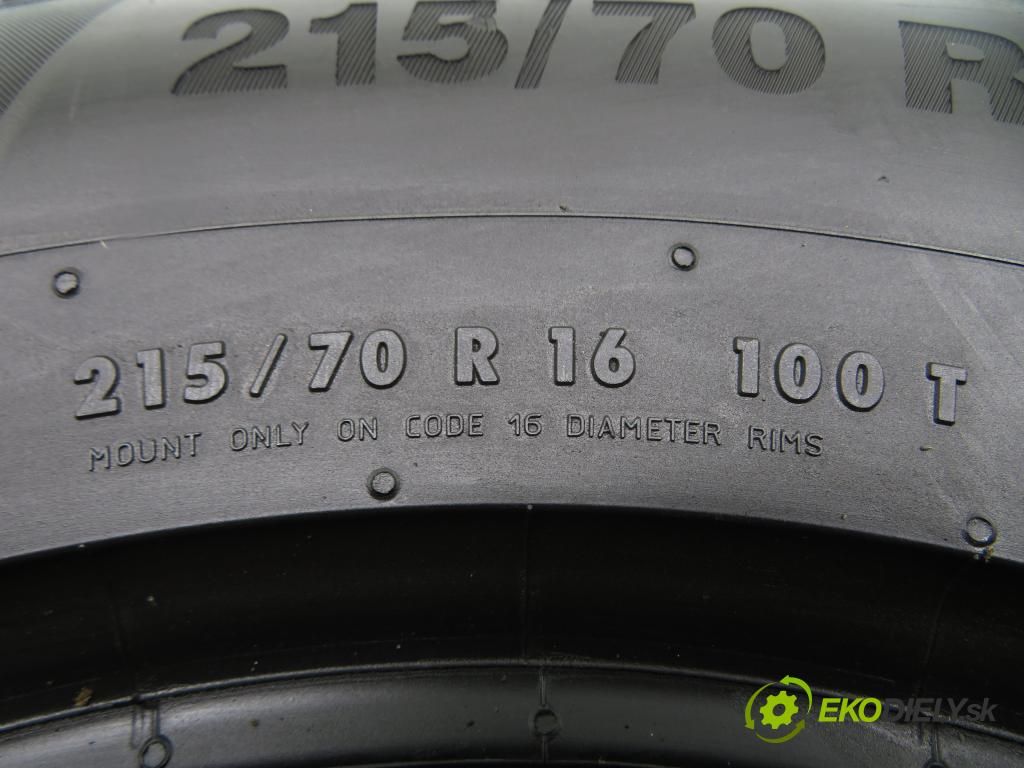 215/70 R
215/70 R 16 100 T
MOUNT ONLY ON CODE 16 DIAMETER RIMS
EKODIELY.sk